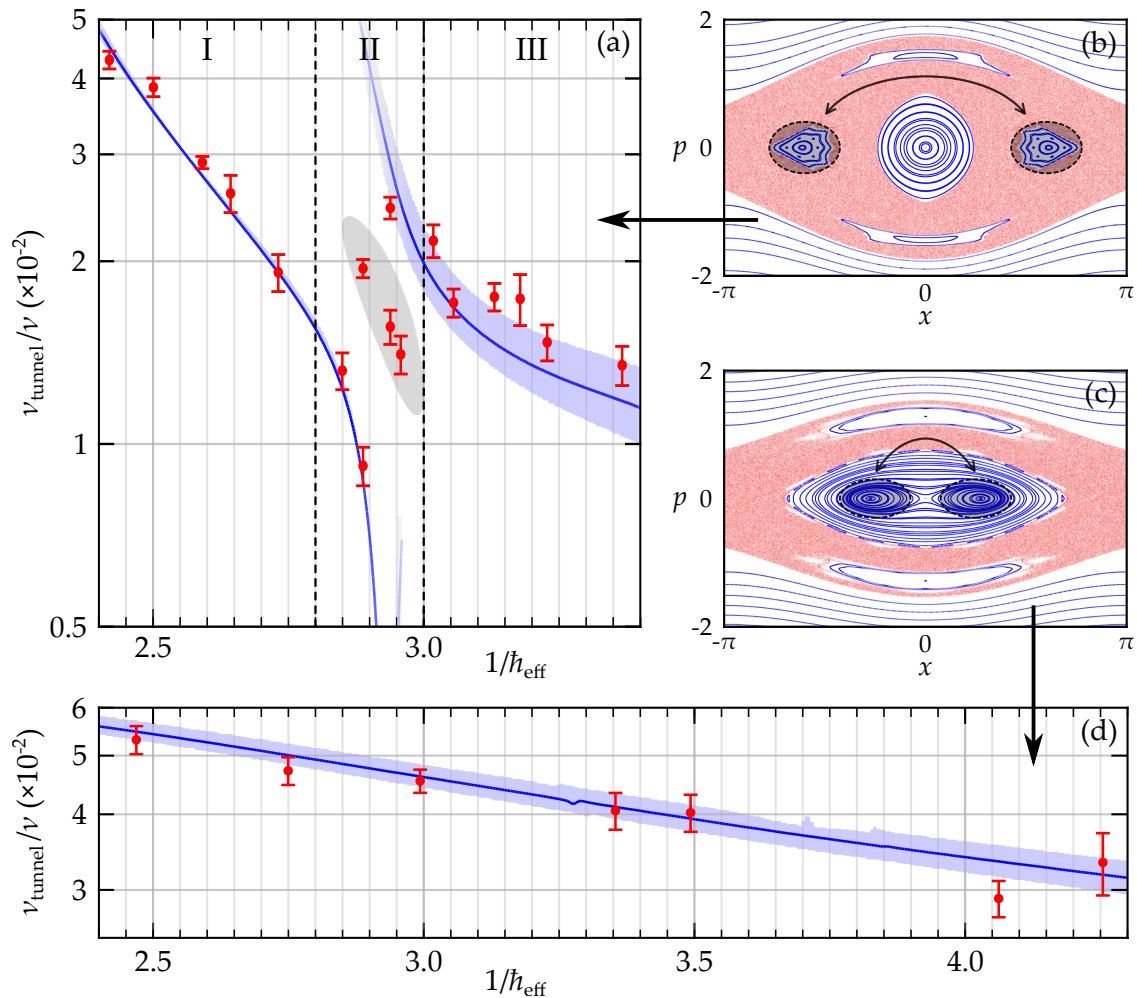 I II III (a)
5
4
3
2
1
0.5
ν_tunnel/ν (×10⁻²)
2.5 3.0
1/ħ_eff
(b)
2
p 0
-2
-π 0 π
x
(c)
2
p 0
-2
-π 0 π
x
(d)
6
5
4
3
ν_tunnel/ν (×10⁻²)
2.5 3.0 3.5 4.0
1/ħ_eff